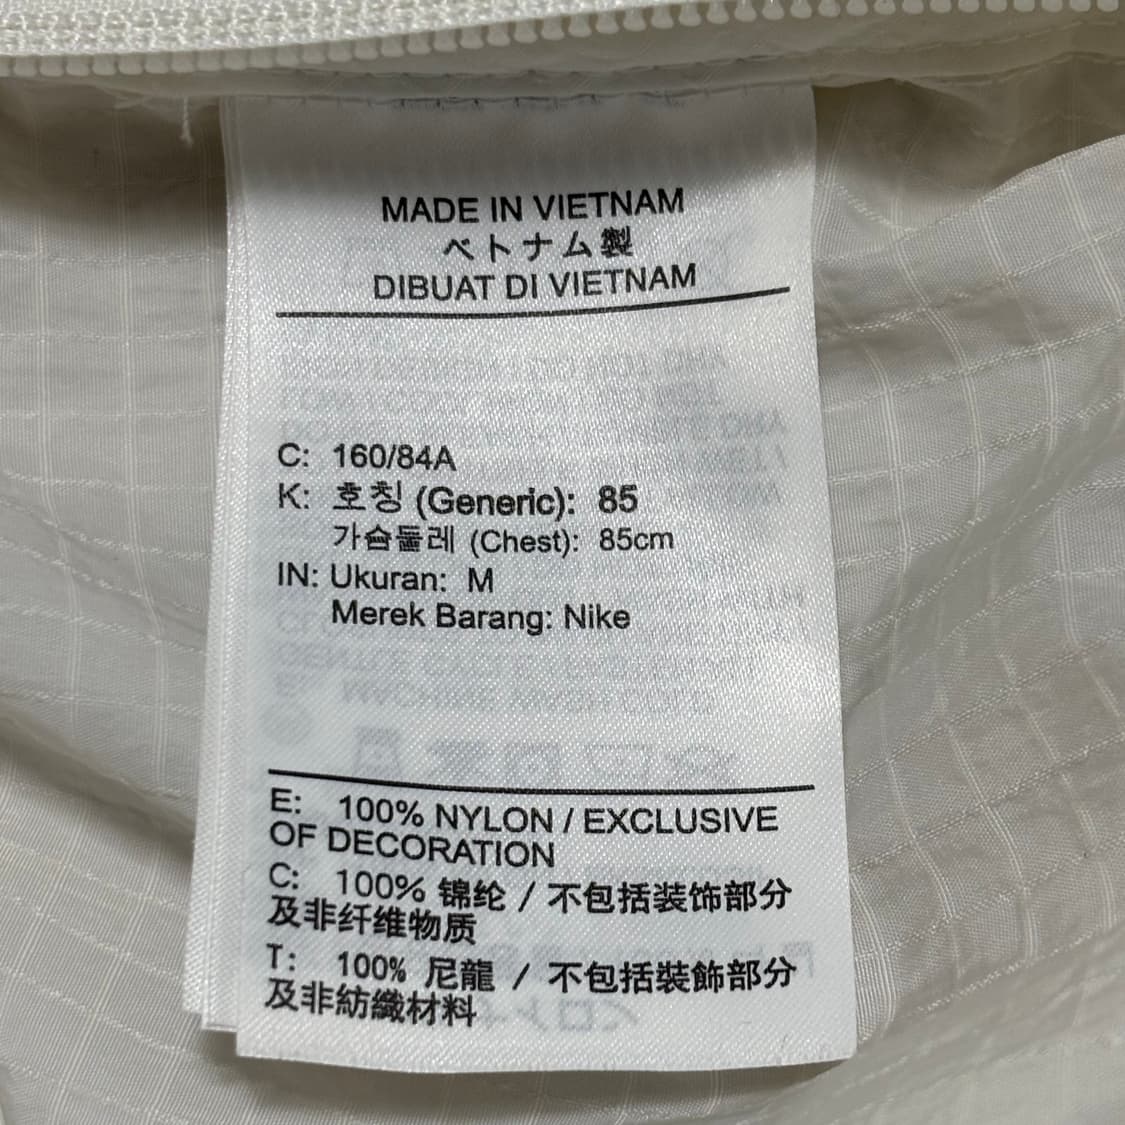 MADE IN VIETNAM
ベトナム製
DIBUAT DI VIETNAM
C: 160/84A
K: 호칭 (Generic): 85
가슴둘레 (Chest): 85cm
IN: Ukuran: M
Merek Barang: Nike
E: 100% NYLON / EXCLUSIVE
OF DECORATION
C: 100% 锦纶 / 不包括装饰部分
及非纤维物质
T: 100% 尼龍 / 不包括裝飾部分
及非紡織材料